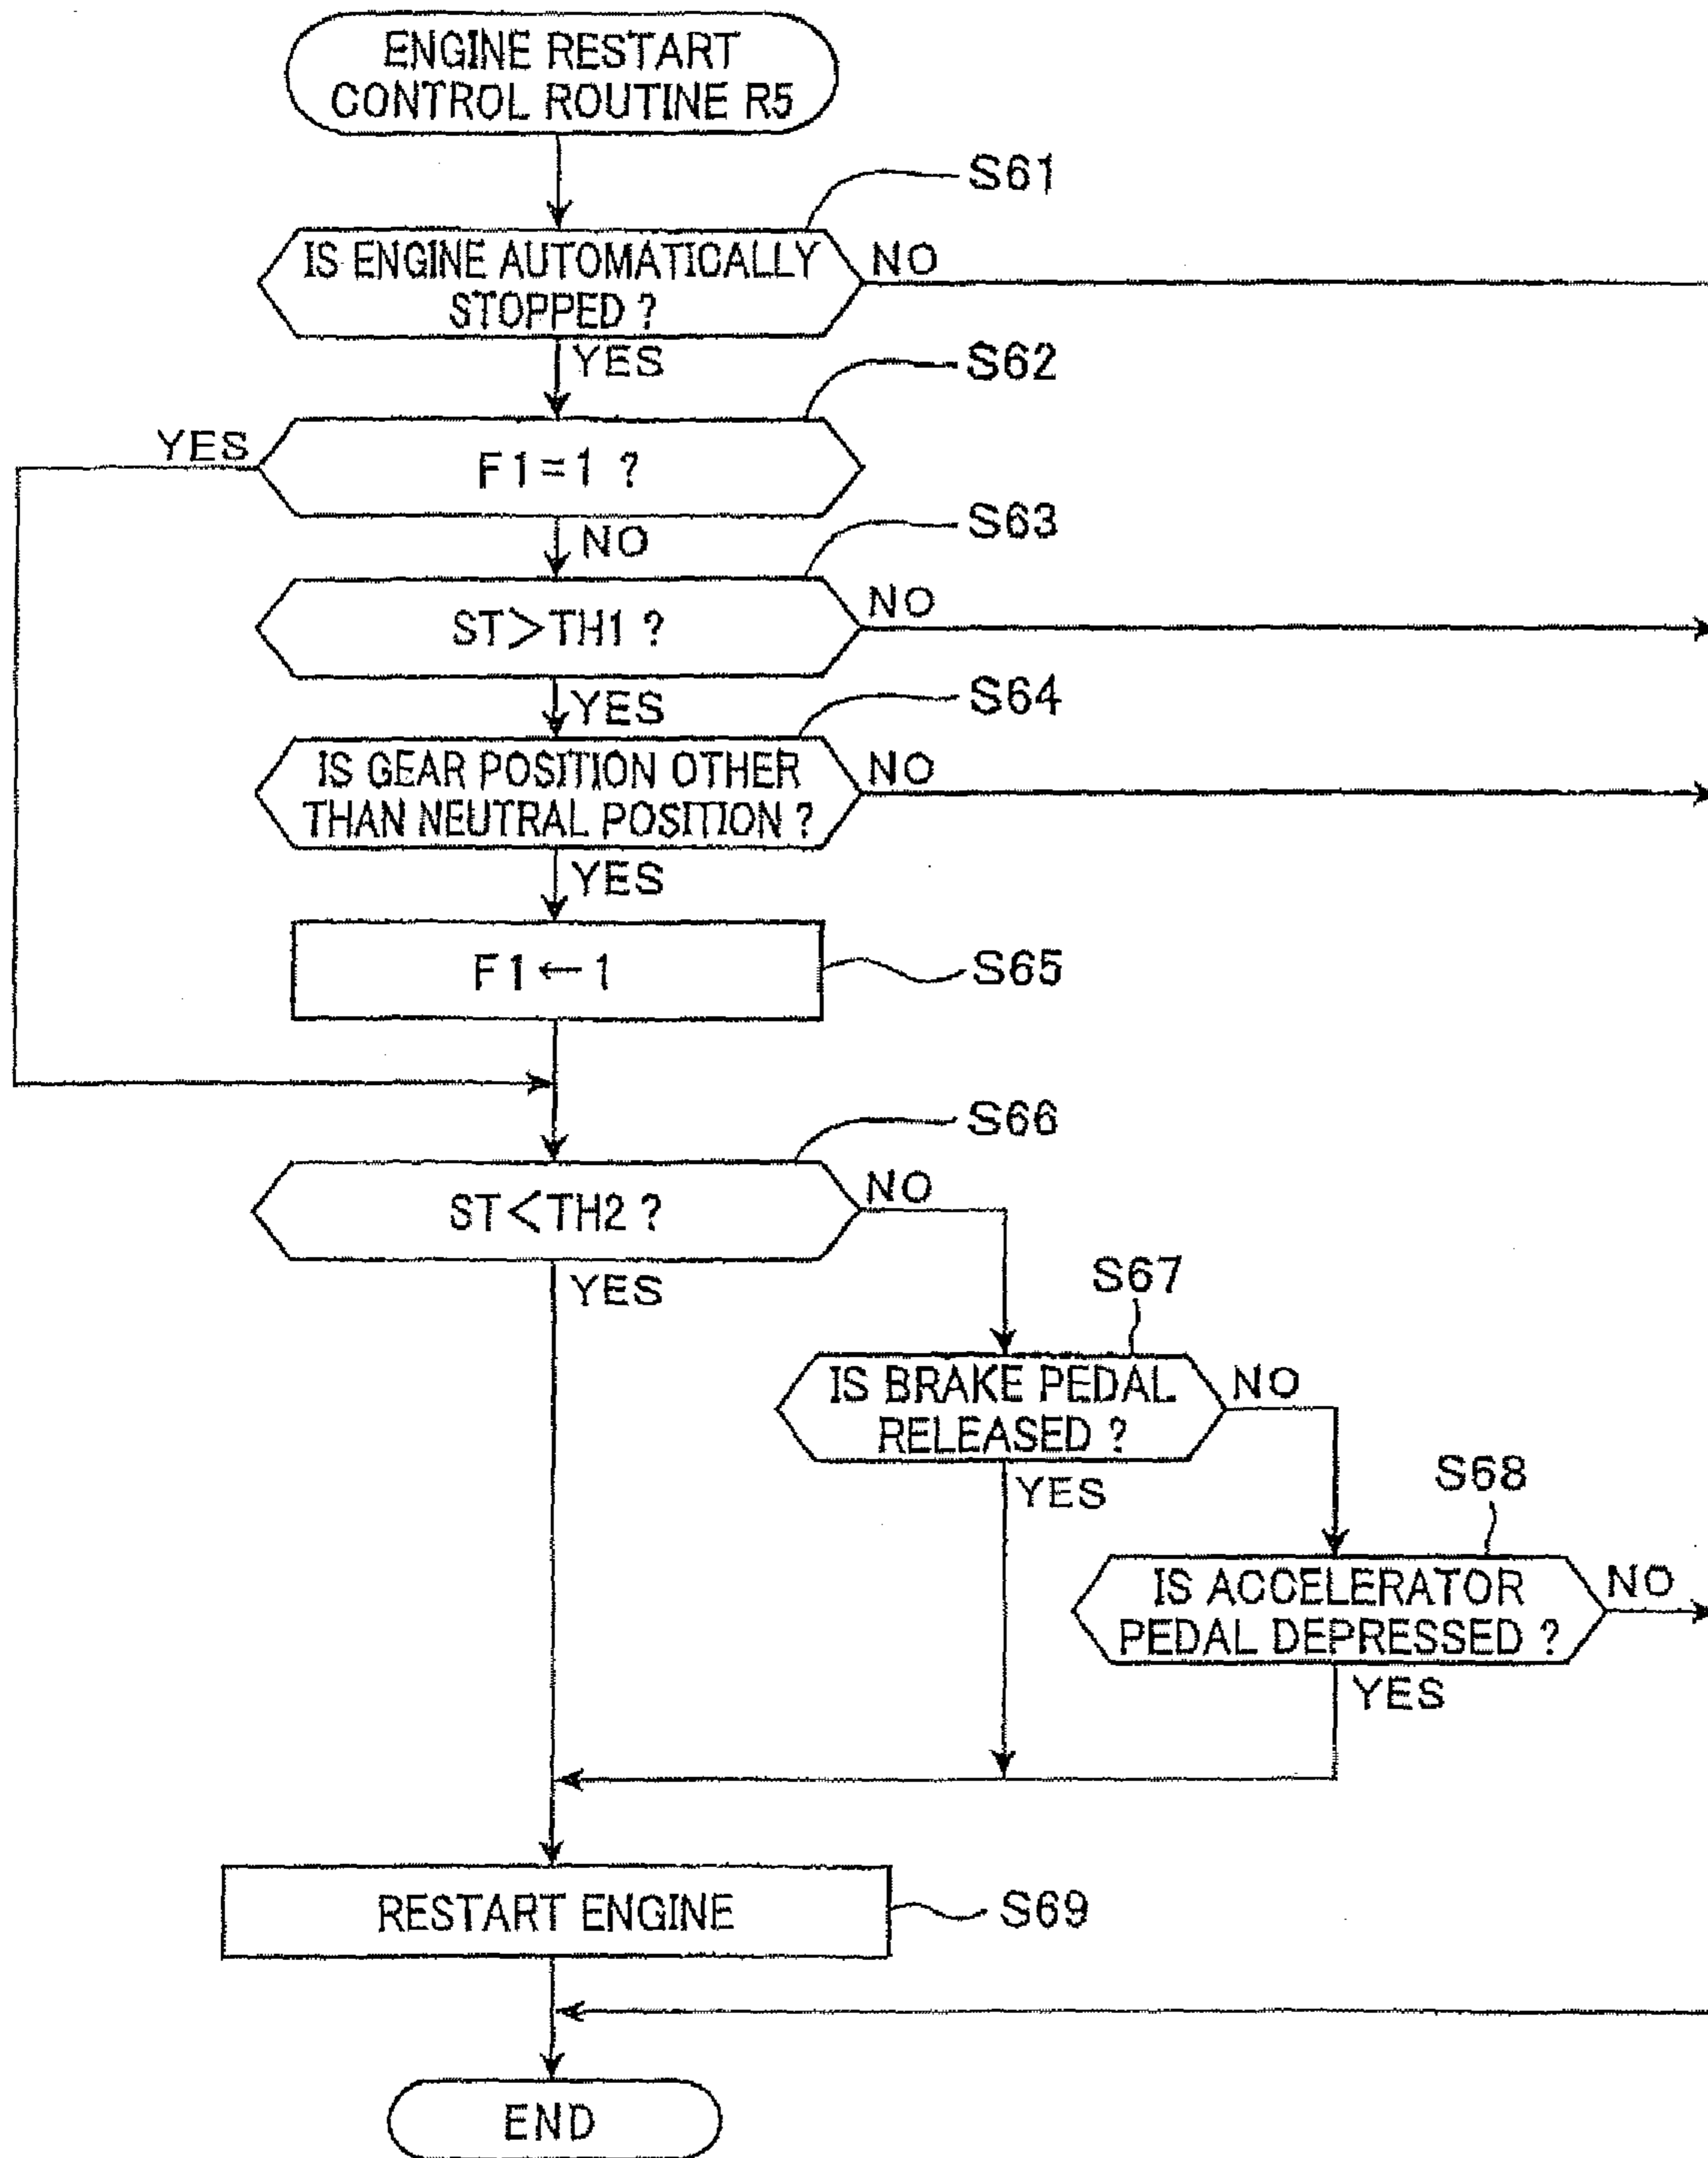 ENGINE RESTART
CONTROL ROUTINE R5
S61
IS ENGINE AUTOMATICALLY
STOPPED ?
NO
YES
S62
YES
F1=1 ?
NO
S63
ST>TH1 ?
NO
YES
S64
IS GEAR POSITION OTHER
THAN NEUTRAL POSITION ?
NO
YES
F1←1
S65
S66
ST<TH2 ?
NO
YES
S67
IS BRAKE PEDAL
RELEASED ?
NO
YES
S68
IS ACCELERATOR
PEDAL DEPRESSED ?
NO
YES
RESTART ENGINE
S69
END